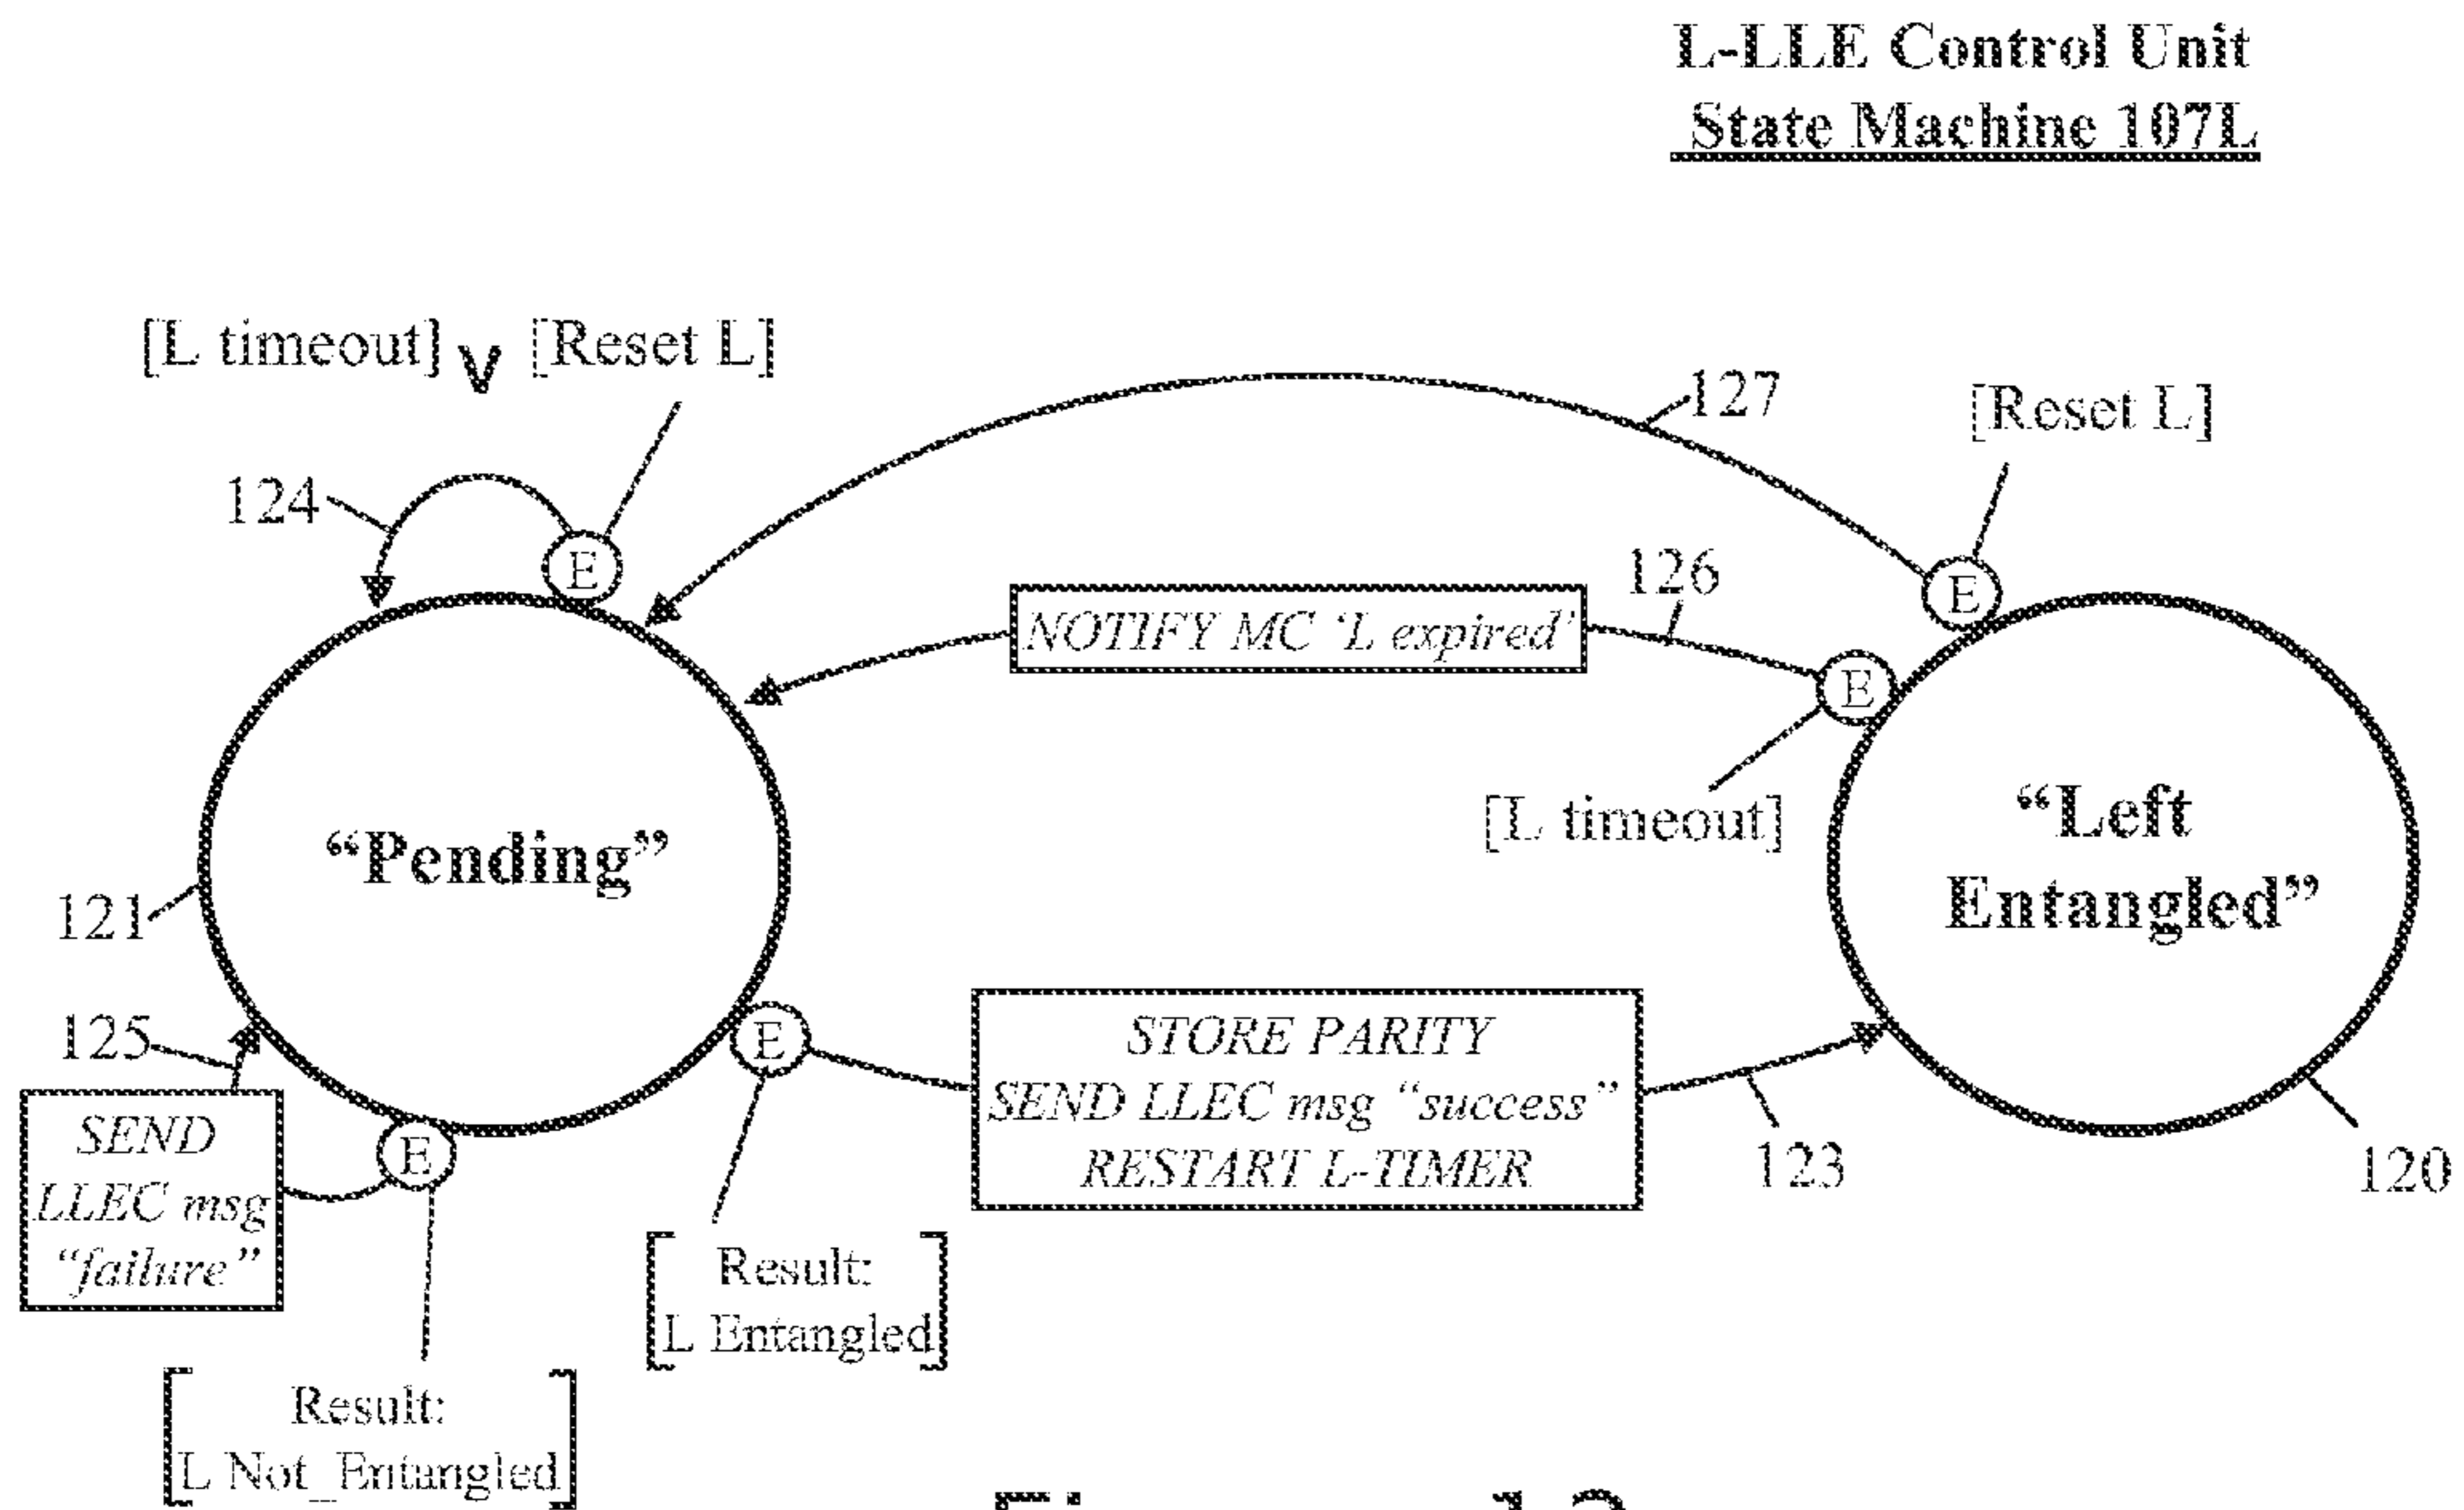 L-LLE Control Unit
State Machine 107L
[L timeout] v [Reset L]
127
[Reset L]
124
E
E
126
NOTIFY MC ‘L expired’
E
[L timeout]
“Pending”
“Left
Entangled”
121
125
E
STORE PARITY
SEND LLEC msg “success”
RESTART L-TIMER
123
120
SEND
LLEC msg
“failure”
E
Result:
L Entangled
Result:
L Not_Entangled